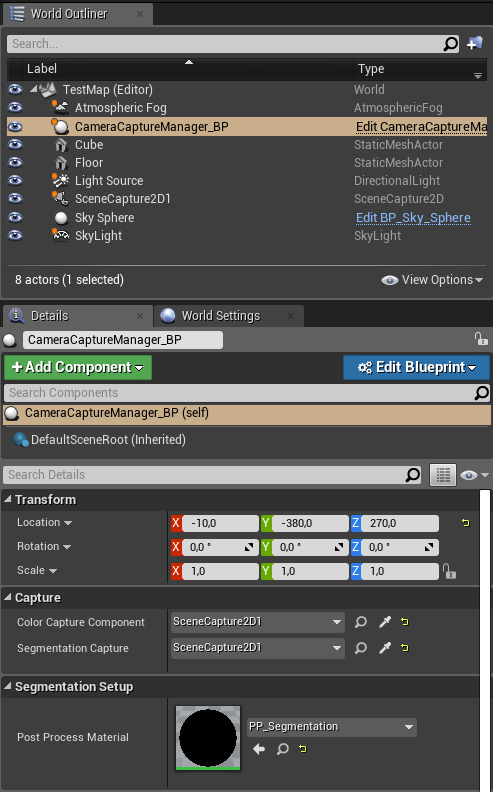 World Outliner
Search...
Label Type
TestMap (Editor) World
Atmospheric Fog AtmosphericFog
CameraCaptureManager_BP Edit CameraCaptureMa
Cube StaticMeshActor
Floor StaticMeshActor
Light Source DirectionalLight
SceneCapture2D1 SceneCapture2D
Sky Sphere Edit BP_Sky_Sphere
SkyLight SkyLight
8 actors (1 selected) View Options
Details World Settings
CameraCaptureManager_BP
+ Add Component Edit Blueprint
Search Components
CameraCaptureManager_BP (self)
DefaultSceneRoot (Inherited)
Search Details
Transform
Location X -10,0 Y -380,0 Z 270,0
Rotation X 0,0 ° Y 0,0 ° Z 0,0 °
Scale X 1,0 Y 1,0 Z 1,0
Capture
Color Capture Component SceneCapture2D1
Segmentation Capture SceneCapture2D1
Segmentation Setup
Post Process Material PP_Segmentation